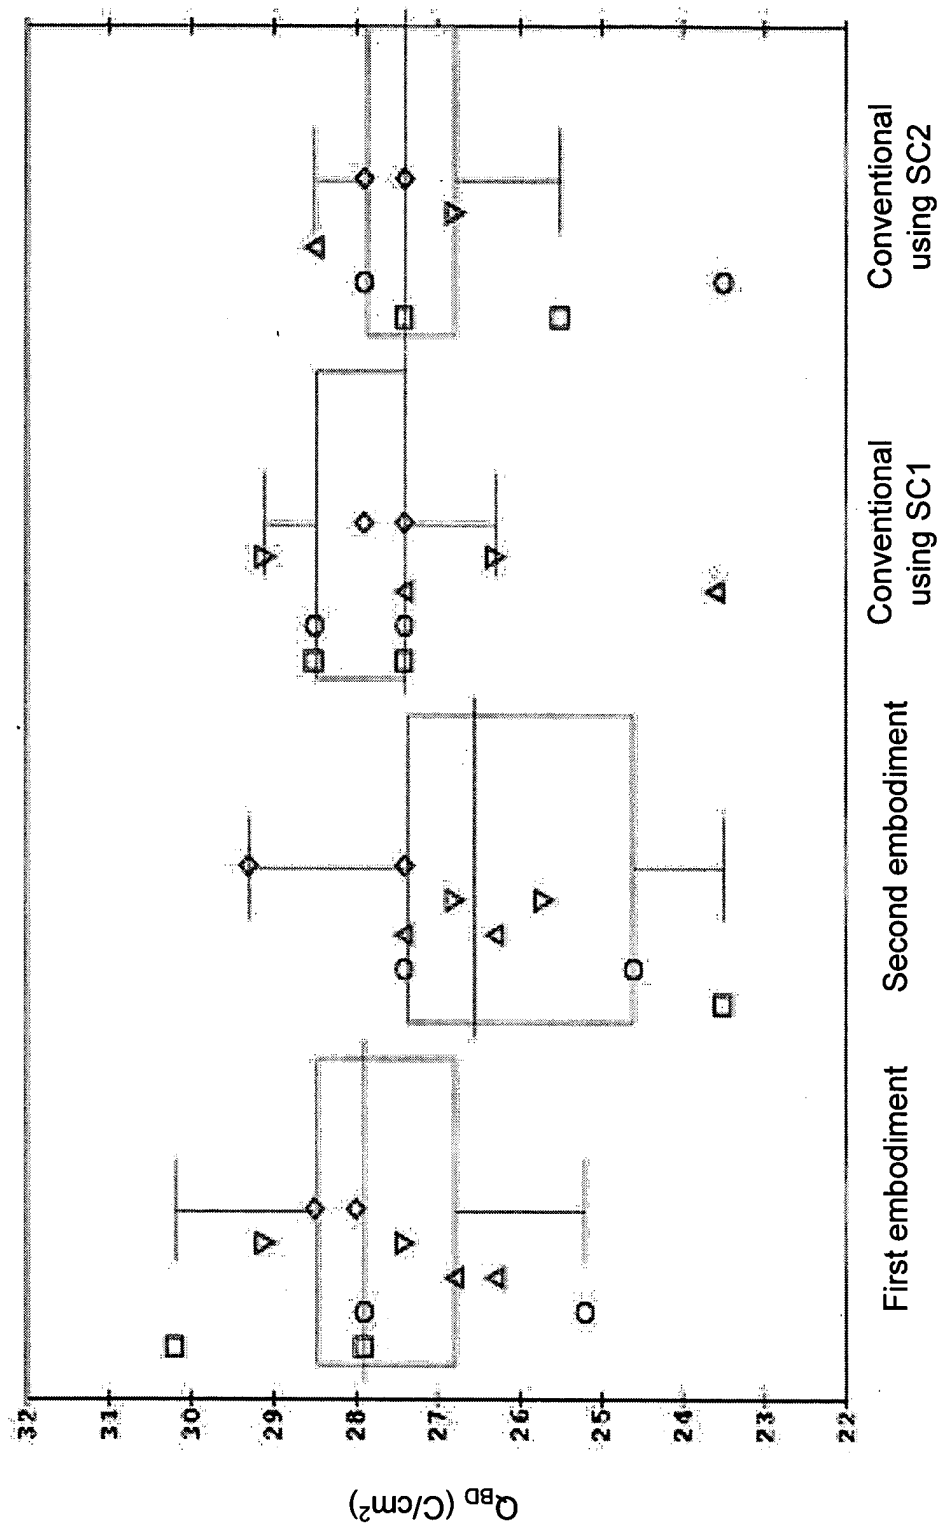 Q_BD (C/cm²)
32
31
30
29
28
27
26
25
24
23
22
First embodiment
Second embodiment
Conventional
using SC1
Conventional
using SC2